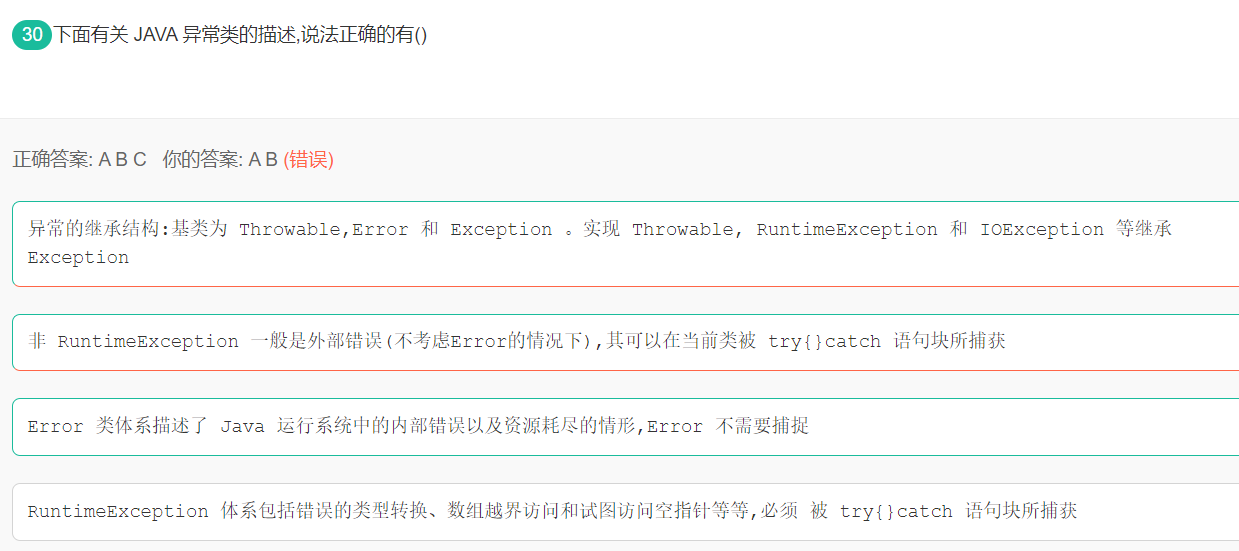 30 下面有关 JAVA 异常类的描述,说法正确的有()
正确答案: A B C 你的答案: A B (错误)
异常的继承结构:基类为 Throwable,Error 和 Exception 。实现 Throwable, RuntimeException 和 IOException 等继承
Exception
非 RuntimeException 一般是外部错误(不考虑Error的情况下),其可以在当前类被 try{}catch 语句块所捕获
Error 类体系描述了 Java 运行系统中的内部错误以及资源耗尽的情形,Error 不需要捕捉
RuntimeException 体系包括错误的类型转换、数组越界访问和试图访问空指针等等,必须 被 try{}catch 语句块所捕获